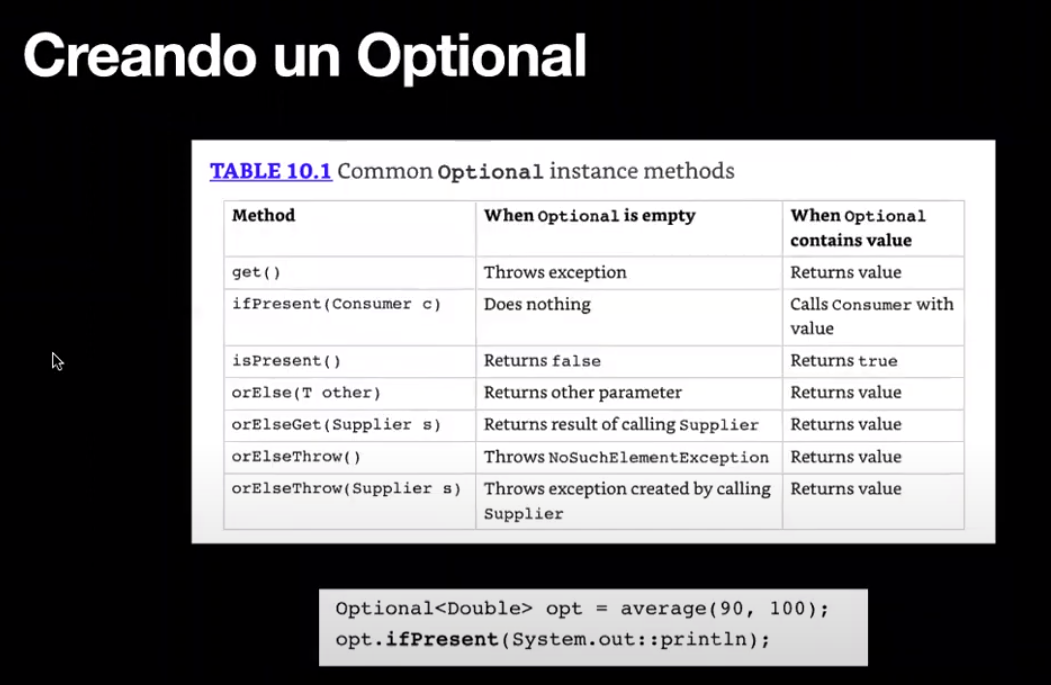 Creando un Optional
TABLE 10.1 Common Optional instance methods
Method When Optional is empty When Optional
contains value
get() Throws exception Returns value
ifPresent(Consumer c) Does nothing Calls Consumer with
value
isPresent() Returns false Returns true
orElse(T other) Returns other parameter Returns value
orElseGet(Supplier s) Returns result of calling Supplier Returns value
orElseThrow() Throws NoSuchElementException Returns value
orElseThrow(Supplier s) Throws exception created by calling Returns value
Supplier
Optional<Double> opt = average(90, 100);
opt.ifPresent(System.out::println);